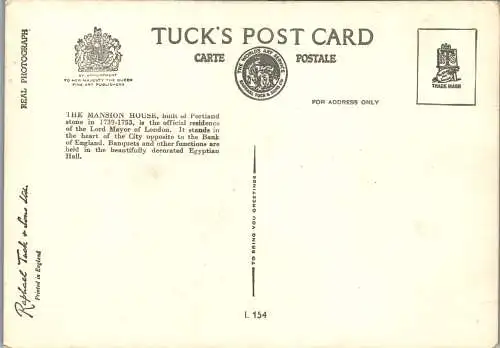 TUCK'S POST CARD
CARTE POSTALE
BY APPOINTMENT
TO HER MAJESTY THE QUEEN
FINE ART PUBLISHERS
THE WORLD'S ART SERVICE
TRADE MARK
FOR ADDRESS ONLY
REAL PHOTOGRAPH
THE MANSION HOUSE, built of Portland
stone in 1739-1753, is the official residence
of the Lord Mayor of London. It stands in
the heart of the City opposite to the Bank
of England. Banquets and other functions are
held in the beautifully decorated Egyptian
Hall.
TO BRING YOU GREETINGS
Raphael Tuck & Sons Ltd.
Printed in England
L 154